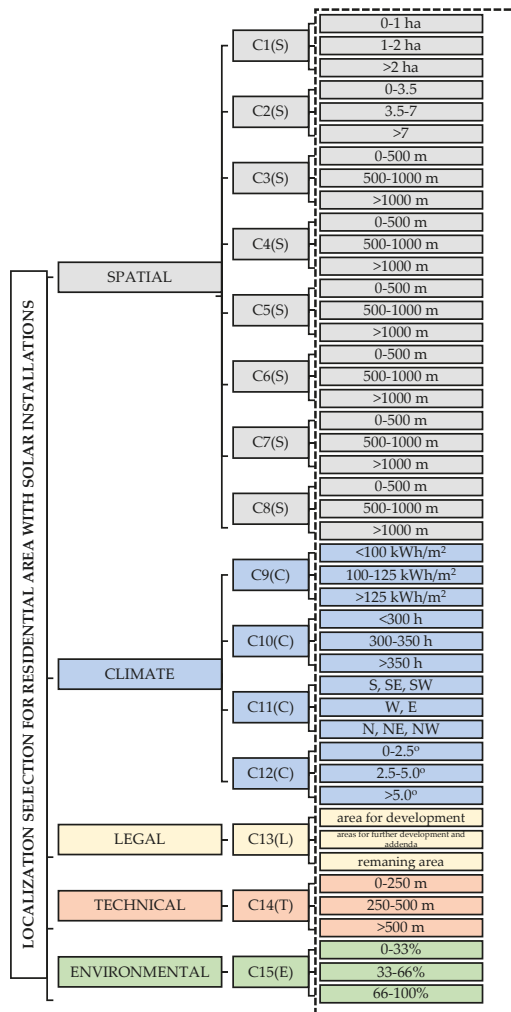 LOCALIZATION SELECTION FOR RESIDENTIAL AREA WITH SOLAR INSTALLATIONS
SPATIAL
C1(S)
0-1 ha
1-2 ha
>2 ha
C2(S)
0-3.5
3.5-7
>7
C3(S)
0-500 m
500-1000 m
>1000 m
C4(S)
0-500 m
500-1000 m
>1000 m
C5(S)
0-500 m
500-1000 m
>1000 m
C6(S)
0-500 m
500-1000 m
>1000 m
C7(S)
0-500 m
500-1000 m
>1000 m
C8(S)
0-500 m
500-1000 m
>1000 m
CLIMATE
C9(C)
<100 kWh/m²
100-125 kWh/m²
>125 kWh/m²
C10(C)
<300 h
300-350 h
>350 h
C11(C)
S, SE, SW
W, E
N, NE, NW
C12(C)
0-2.5º
2.5-5.0º
>5.0º
LEGAL
C13(L)
area for development
areas for further development and
addenda
remaning area
TECHNICAL
C14(T)
0-250 m
250-500 m
>500 m
ENVIRONMENTAL
C15(E)
0-33%
33-66%
66-100%